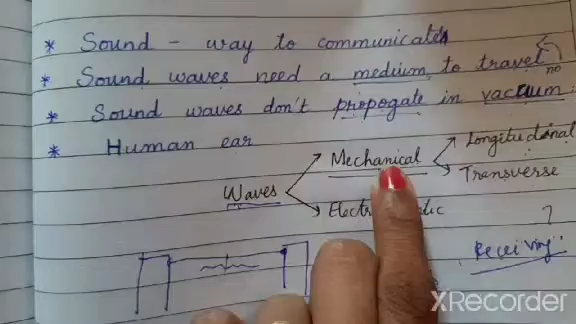 * Sound - way to communicate
* Sound waves need a medium to travel
no
* Sound waves don't propogate in vacuum.
* Human ear
Longitudinal
Mechanical
Transverse
Waves
Receiving
XRecorder